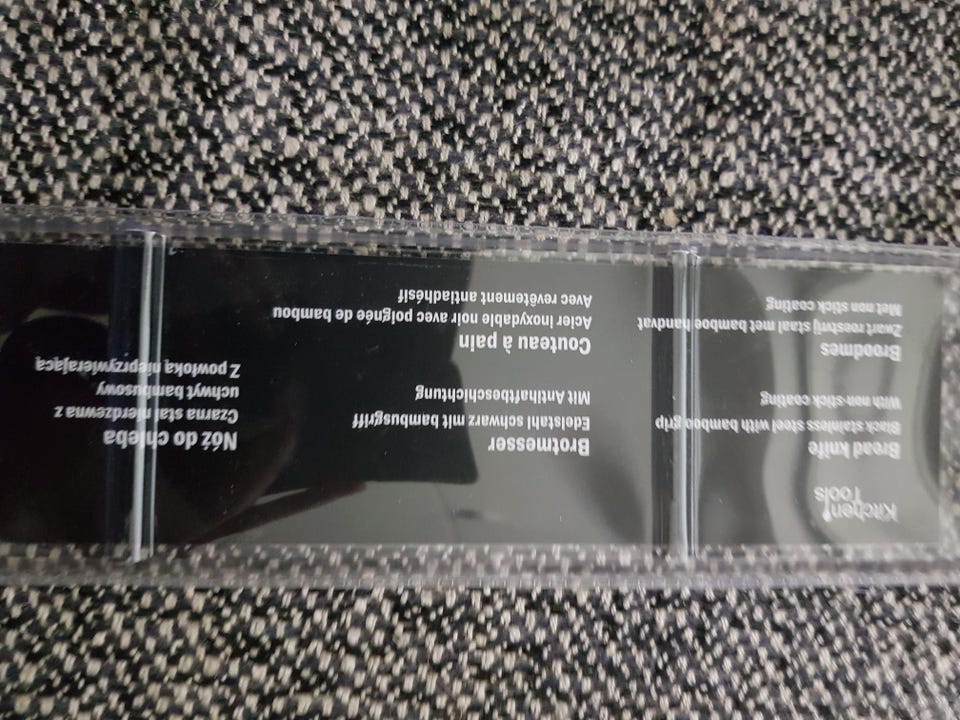 Kitchen
Tools
Bread knife
Black stainless steel with bamboo grip
With non-stick coating
Broodmes
Zwart roestvrij staal met bamboe handvat
Met non stick coating
Brotmesser
Edelstahl schwarz mit bambusgriff
Mit Antihaftbeschichtung
Couteau à pain
Acier Inoxydable noir avec poignée de bambou
Avec revêtement antiadhésif
Nóż do chleba
Czarna stal nierdzewna z
uchwyt bambusowy
Z powłoką nieprzywierającą